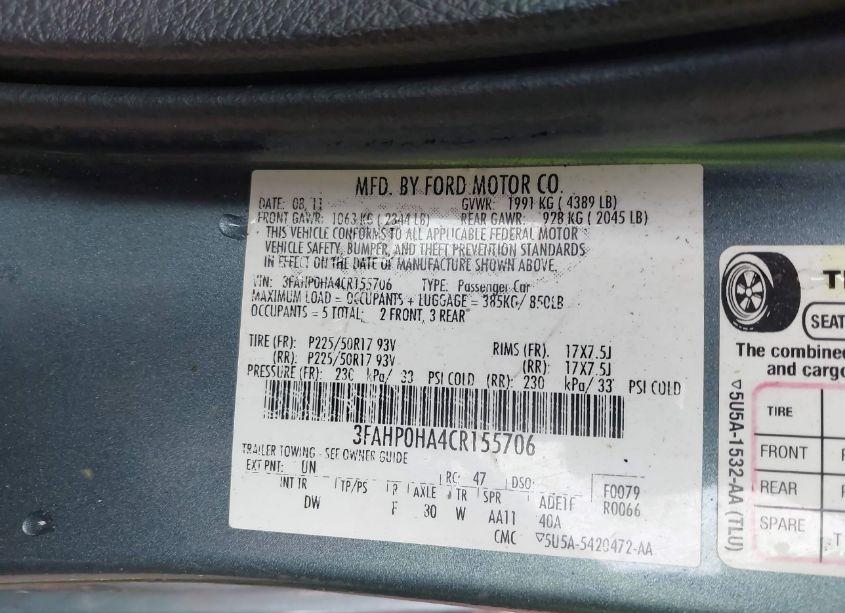 MFD. BY FORD MOTOR CO.
DATE: 08/11 GVWR: 1991 KG ( 4389 LB)
FRONT GAWR: 1063 KG ( 2344 LB) REAR GAWR: 928 KG ( 2045 LB)
THIS VEHICLE CONFORMS TO ALL APPLICABLE FEDERAL MOTOR
VEHICLE SAFETY, BUMPER, AND THEFT PREVENTION STANDARDS
IN EFFECT ON THE DATE OF MANUFACTURE SHOWN ABOVE.
VIN: 3FAHP0HA4CR155706 TYPE: Passenger Car
MAXIMUM LOAD = OCCUPANTS + LUGGAGE = 385KG/ 850LB
OCCUPANTS = 5 TOTAL; 2 FRONT, 3 REAR
TIRE (FR): P225/50R17 93V RIMS (FR): 17X7.5J
(RR): P225/50R17 93V (RR): 17X7.5J
PRESSURE (FR): 230 kPa/ 33 PSI COLD (RR): 230 kPa/ 33 PSI COLD
3FAHP0HA4CR155706
TRAILER TOWING - SEE OWNER GUIDE
EXT PNT: UN RC: 47 DSO: F0079
INT TR TP/PS R AXLE TR SPR R0066
DW F 30 W AA11 40A
CMC ▽5U5A-5420472-AA
SEAT
The combined
and cargo
TIRE
FRONT
REAR
SPARE
▽5U5A-1532-AA (TLU)